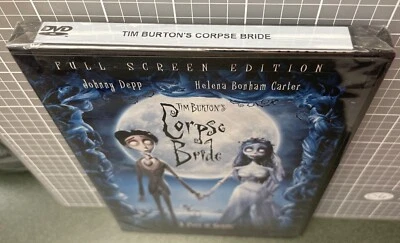 DVD
TIM BURTON'S CORPSE BRIDE
FULL-SCREEN EDITION
Johnny Depp Helena Bonham Carter
TIM BURTON'S
Corpse
Bride